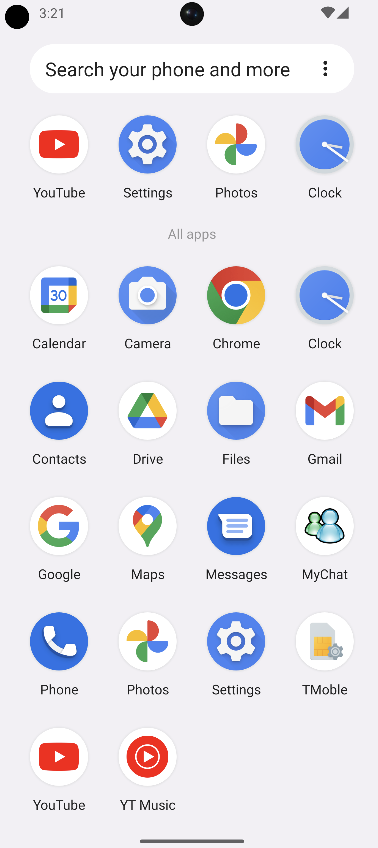 3:21
Search your phone and more
YouTube Settings Photos Clock
All apps
30
Calendar Camera Chrome Clock
Contacts Drive Files Gmail
Google Maps Messages MyChat
Phone Photos Settings TMoble
YouTube YT Music